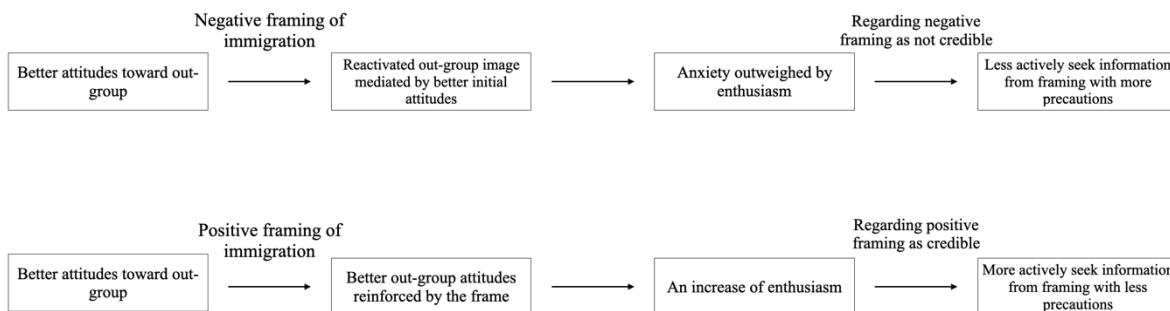 Negative framing of
immigration
Regarding negative
framing as not credible
Better attitudes toward out-
group
Reactivated out-group image
mediated by better initial
attitudes
Anxiety outweighed by
enthusiasm
Less actively seek information
from framing with more
precautions
Positive framing of
immigration
Regarding positive
framing as credible
Better attitudes toward out-
group
Better out-group attitudes
reinforced by the frame
An increase of enthusiasm
More actively seek information
from framing with less
precautions